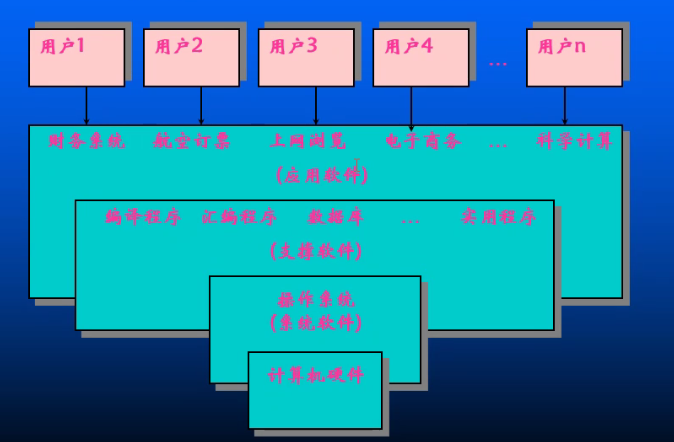 用户1 用户2 用户3 用户4 … 用户n
财务系统 航空订票 上网浏览 电子商务 … 科学计算
(应用软件)
编译程序 汇编程序 数据库 … 实用程序
(支撑软件)
操作系统
(系统软件)
计算机硬件